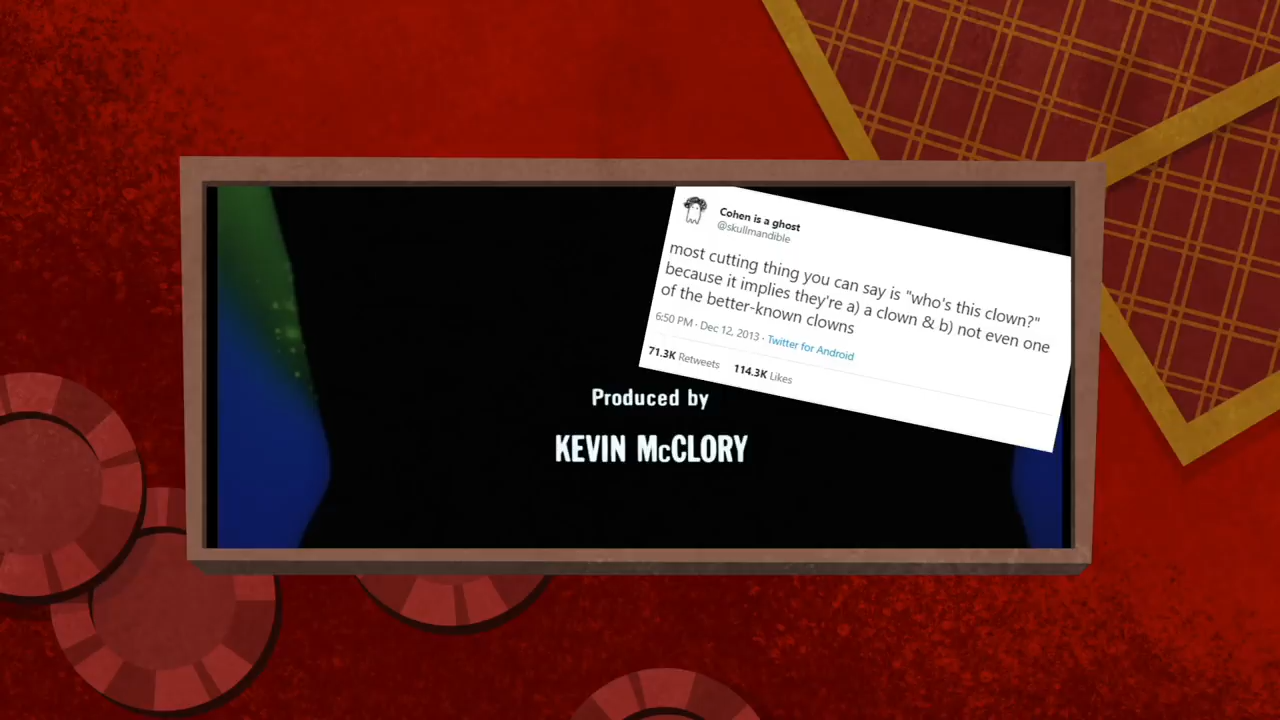 Cohen is a ghost
@skullmandible
most cutting thing you can say is "who's this clown?"
because it implies they're a) a clown & b) not even one
of the better-known clowns
6:50 PM · Dec 12, 2013 · Twitter for Android
71.3K Retweets 114.3K Likes
Produced by
KEVIN McCLORY